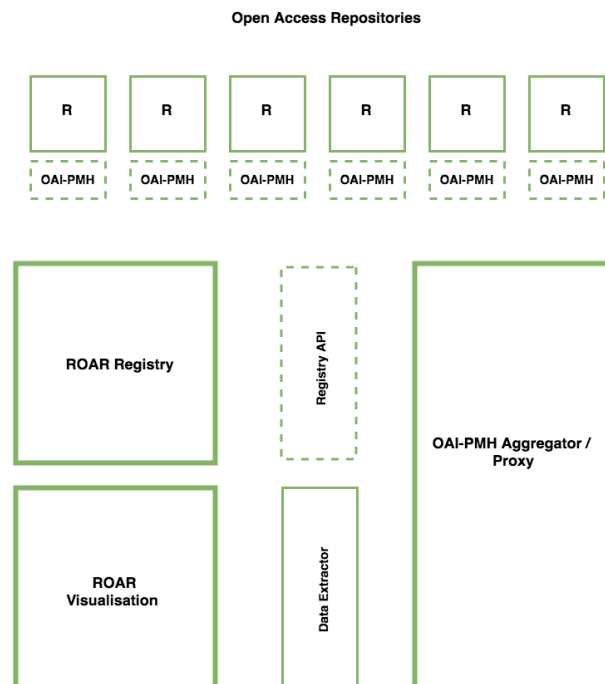 Open Access Repositories
R R R R R R
OAI-PMH OAI-PMH OAI-PMH OAI-PMH OAI-PMH OAI-PMH
ROAR Registry
Registry API
OAI-PMH Aggregator /
Proxy
ROAR
Visualisation
Data Extractor